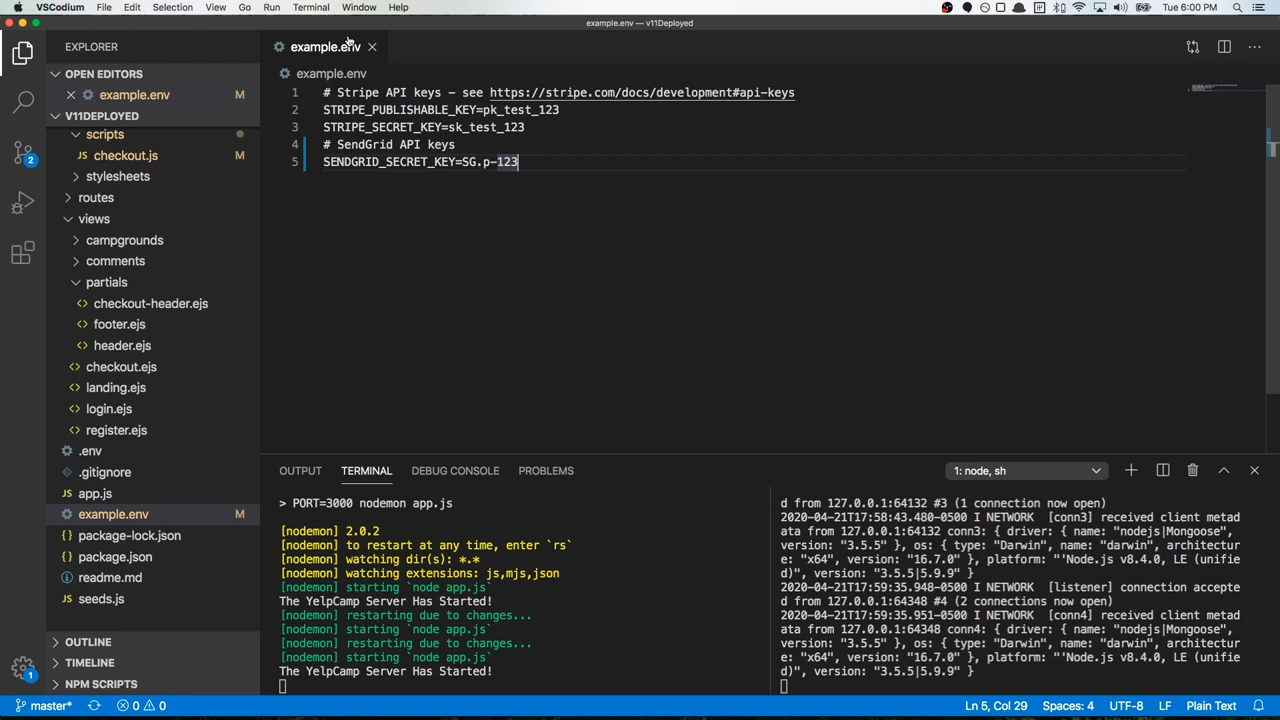 VSCodium File Edit Selection View Go Run Terminal Window Help Tue 6:00 PM
example.env — v11Deployed
EXPLORER
example.env
OPEN EDITORS
example.env
example.env M
1 # Stripe API keys - see https://stripe.com/docs/development#api-keys
2 STRIPE_PUBLISHABLE_KEY=pk_test_123
3 STRIPE_SECRET_KEY=sk_test_123
4 # SendGrid API keys
5 SENDGRID_SECRET_KEY=SG.p-123
V11DEPLOYED
scripts
JS checkout.js
2
stylesheets
routes
views
campgrounds
comments
partials
<> checkout-header.ejs
<> footer.ejs
<> header.ejs
<> checkout.ejs
<> landing.ejs
<> login.ejs
<> register.ejs
.env
.gitignore
JS app.js
example.env M
{} package-lock.json
{} package.json
readme.md
JS seeds.js
OUTLINE
TIMELINE
NPM SCRIPTS
1
OUTPUT TERMINAL DEBUG CONSOLE PROBLEMS 1: node, sh
> PORT=3000 nodemon app.js
[nodemon] 2.0.2
[nodemon] to restart at any time, enter `rs`
[nodemon] watching dir(s): *.*
[nodemon] watching extensions: js,mjs,json
[nodemon] starting `node app.js`
The YelpCamp Server Has Started!
[nodemon] restarting due to changes...
[nodemon] starting `node app.js`
[nodemon] restarting due to changes...
[nodemon] starting `node app.js`
The YelpCamp Server Has Started!
d from 127.0.0.1:64132 #3 (1 connection now open)
2020-04-21T17:58:43.480-0500 I NETWORK [conn3] received client metad
ata from 127.0.0.1:64132 conn3: { driver: { name: "nodejs|Mongoose",
version: "3.5.5" }, os: { type: "Darwin", name: "darwin", architectur
e: "x64", version: "16.7.0" }, platform: "'Node.js v8.4.0, LE (unifie
d)", version: "3.5.5|5.9.9" }
2020-04-21T17:59:35.948-0500 I NETWORK [listener] connection accepte
d from 127.0.0.1:64348 #4 (2 connections now open)
2020-04-21T17:59:35.951-0500 I NETWORK [conn4] received client metad
ata from 127.0.0.1:64348 conn4: { driver: { name: "nodejs|Mongoose",
version: "3.5.5" }, os: { type: "Darwin", name: "darwin", architectur
e: "x64", version: "16.7.0" }, platform: "'Node.js v8.4.0, LE (unifie
d)", version: "3.5.5|5.9.9" }
master* 0 0 Ln 5, Col 29 Spaces: 4 UTF-8 LF Plain Text